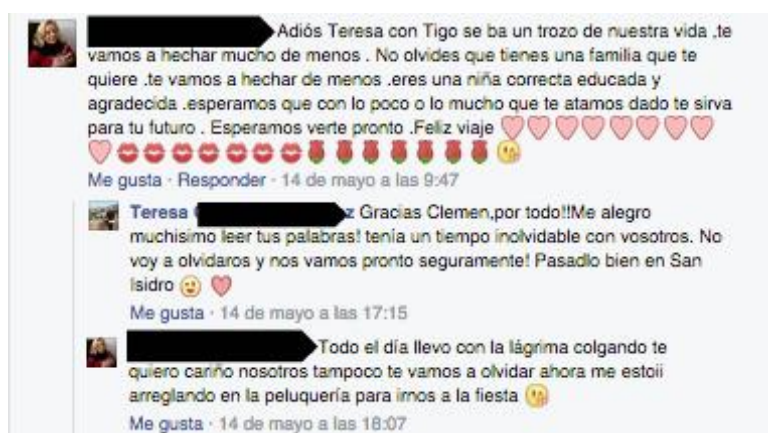 Adiós Teresa con Tigo se ba un trozo de nuestra vida ,te
vamos a hechar mucho de menos . No olvides que tienes una familia que te
quiere .te vamos a hechar de menos .eres una niña correcta educada y
agradecida .esperamos que con lo poco o lo mucho que te atamos dado te sirva
para tu futuro . Esperamos verte pronto .Feliz viaje
Me gusta · Responder · 14 de mayo a las 9:47
Teresa z Gracias Clemen,por todo!!Me alegro
muchisimo leer tus palabras! tenía un tiempo inolvidable con vosotros. No
voy a olvidaros y nos vamos pronto seguramente! Pasadlo bien en San
Isidro
Me gusta · 14 de mayo a las 17:15
Todo el día llevo con la lágrima colgando te
quiero cariño nosotros tampoco te vamos a olvidar ahora me estoii
arreglando en la peluquería para irnos a la fiesta
Me gusta · 14 de mayo a las 18:07